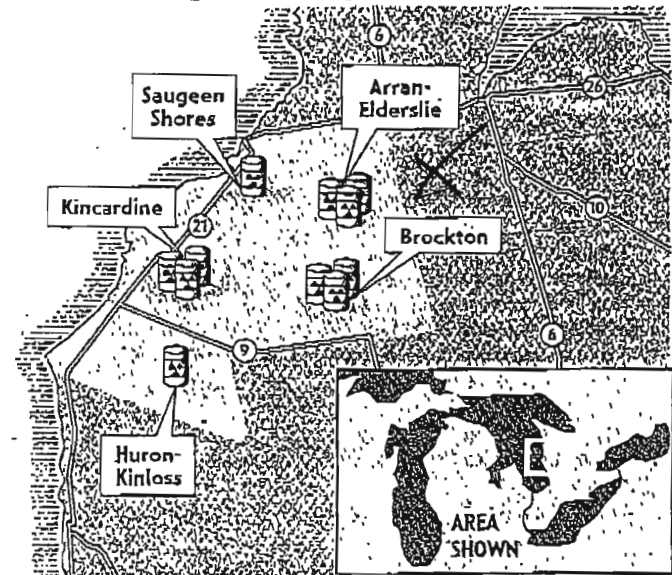 6
Arran-
Elderslie
26
Saugeen
Shores
Kincardine
21
10
Brockton
9
6
Huron-
Kinloss
AREA
SHOWN